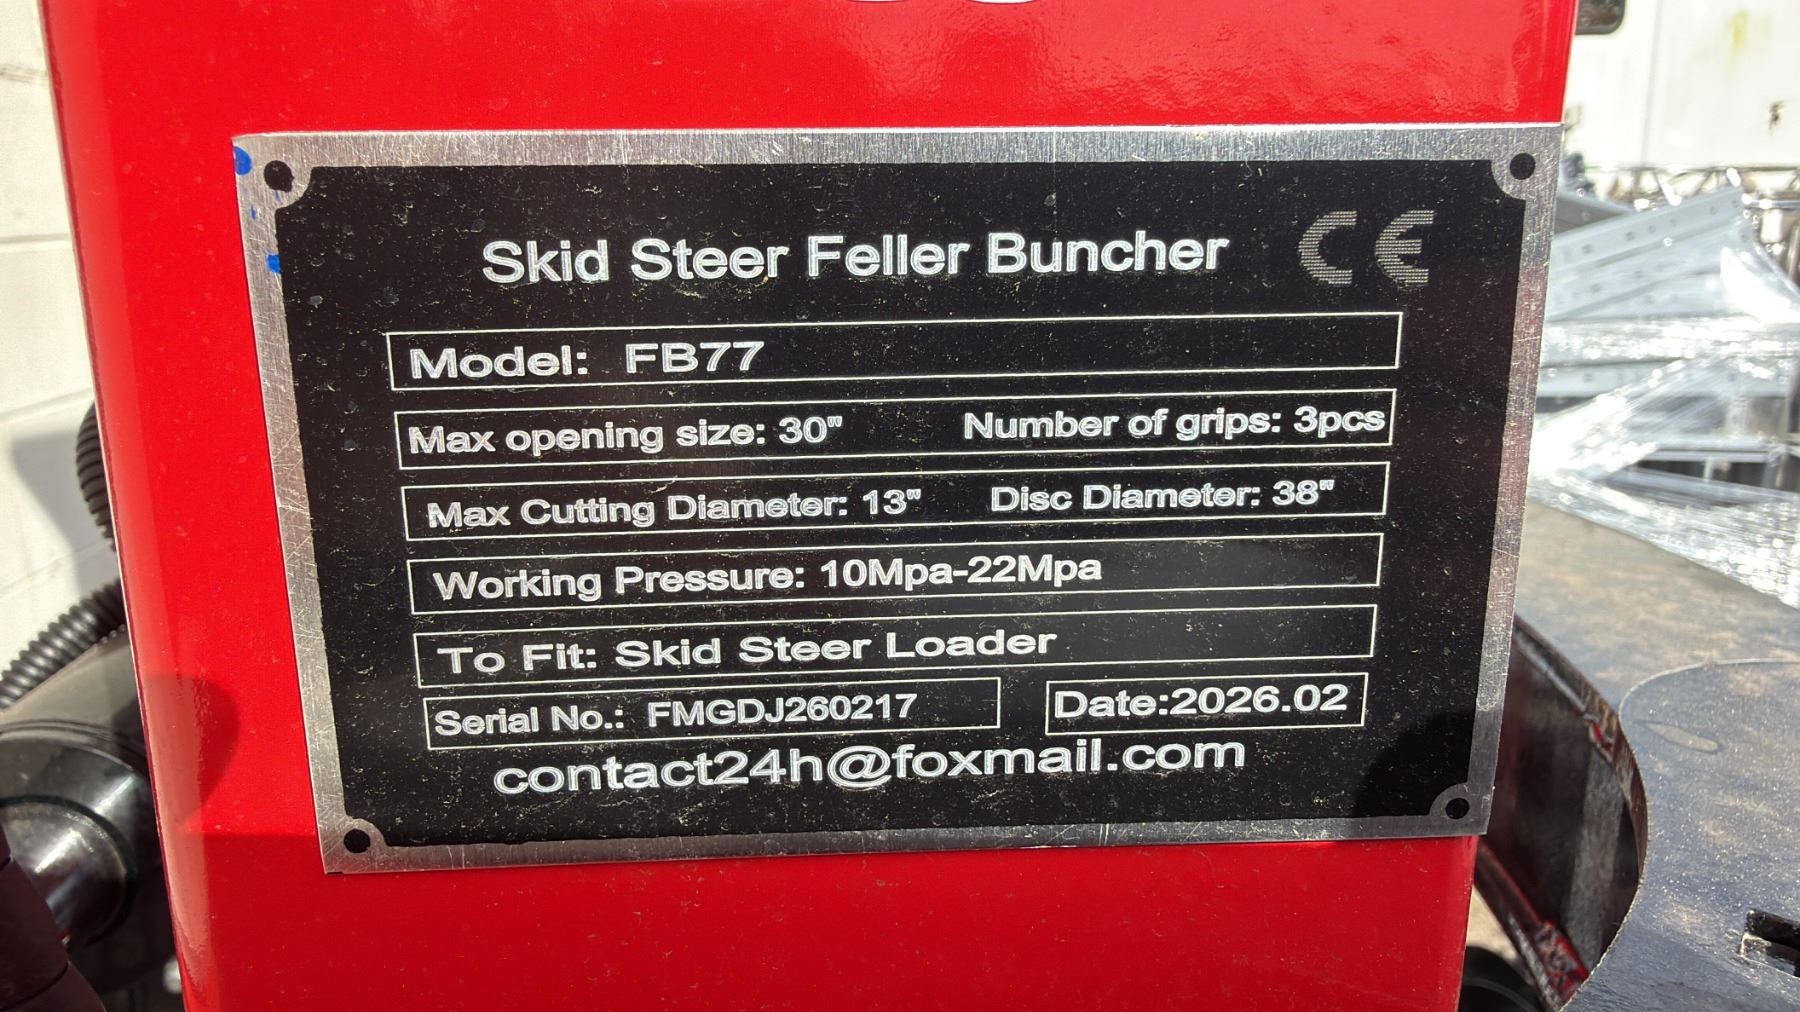 Skid Steer Feller Buncher CE
Model: FB77
Max opening size: 30" Number of grips: 3pcs
Max Cutting Diameter: 13" Disc Diameter: 38"
Working Pressure: 10Mpa-22Mpa
To Fit: Skid Steer Loader
Serial No.: FMGDJ260217 Date:2026.02
contact24h@foxmail.com